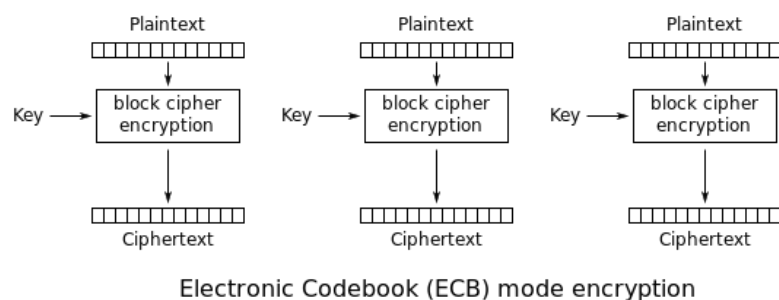 Plaintext
Plaintext
Plaintext
Key
block cipher
encryption
Key
block cipher
encryption
Key
block cipher
encryption
Ciphertext
Ciphertext
Ciphertext
Electronic Codebook (ECB) mode encryption